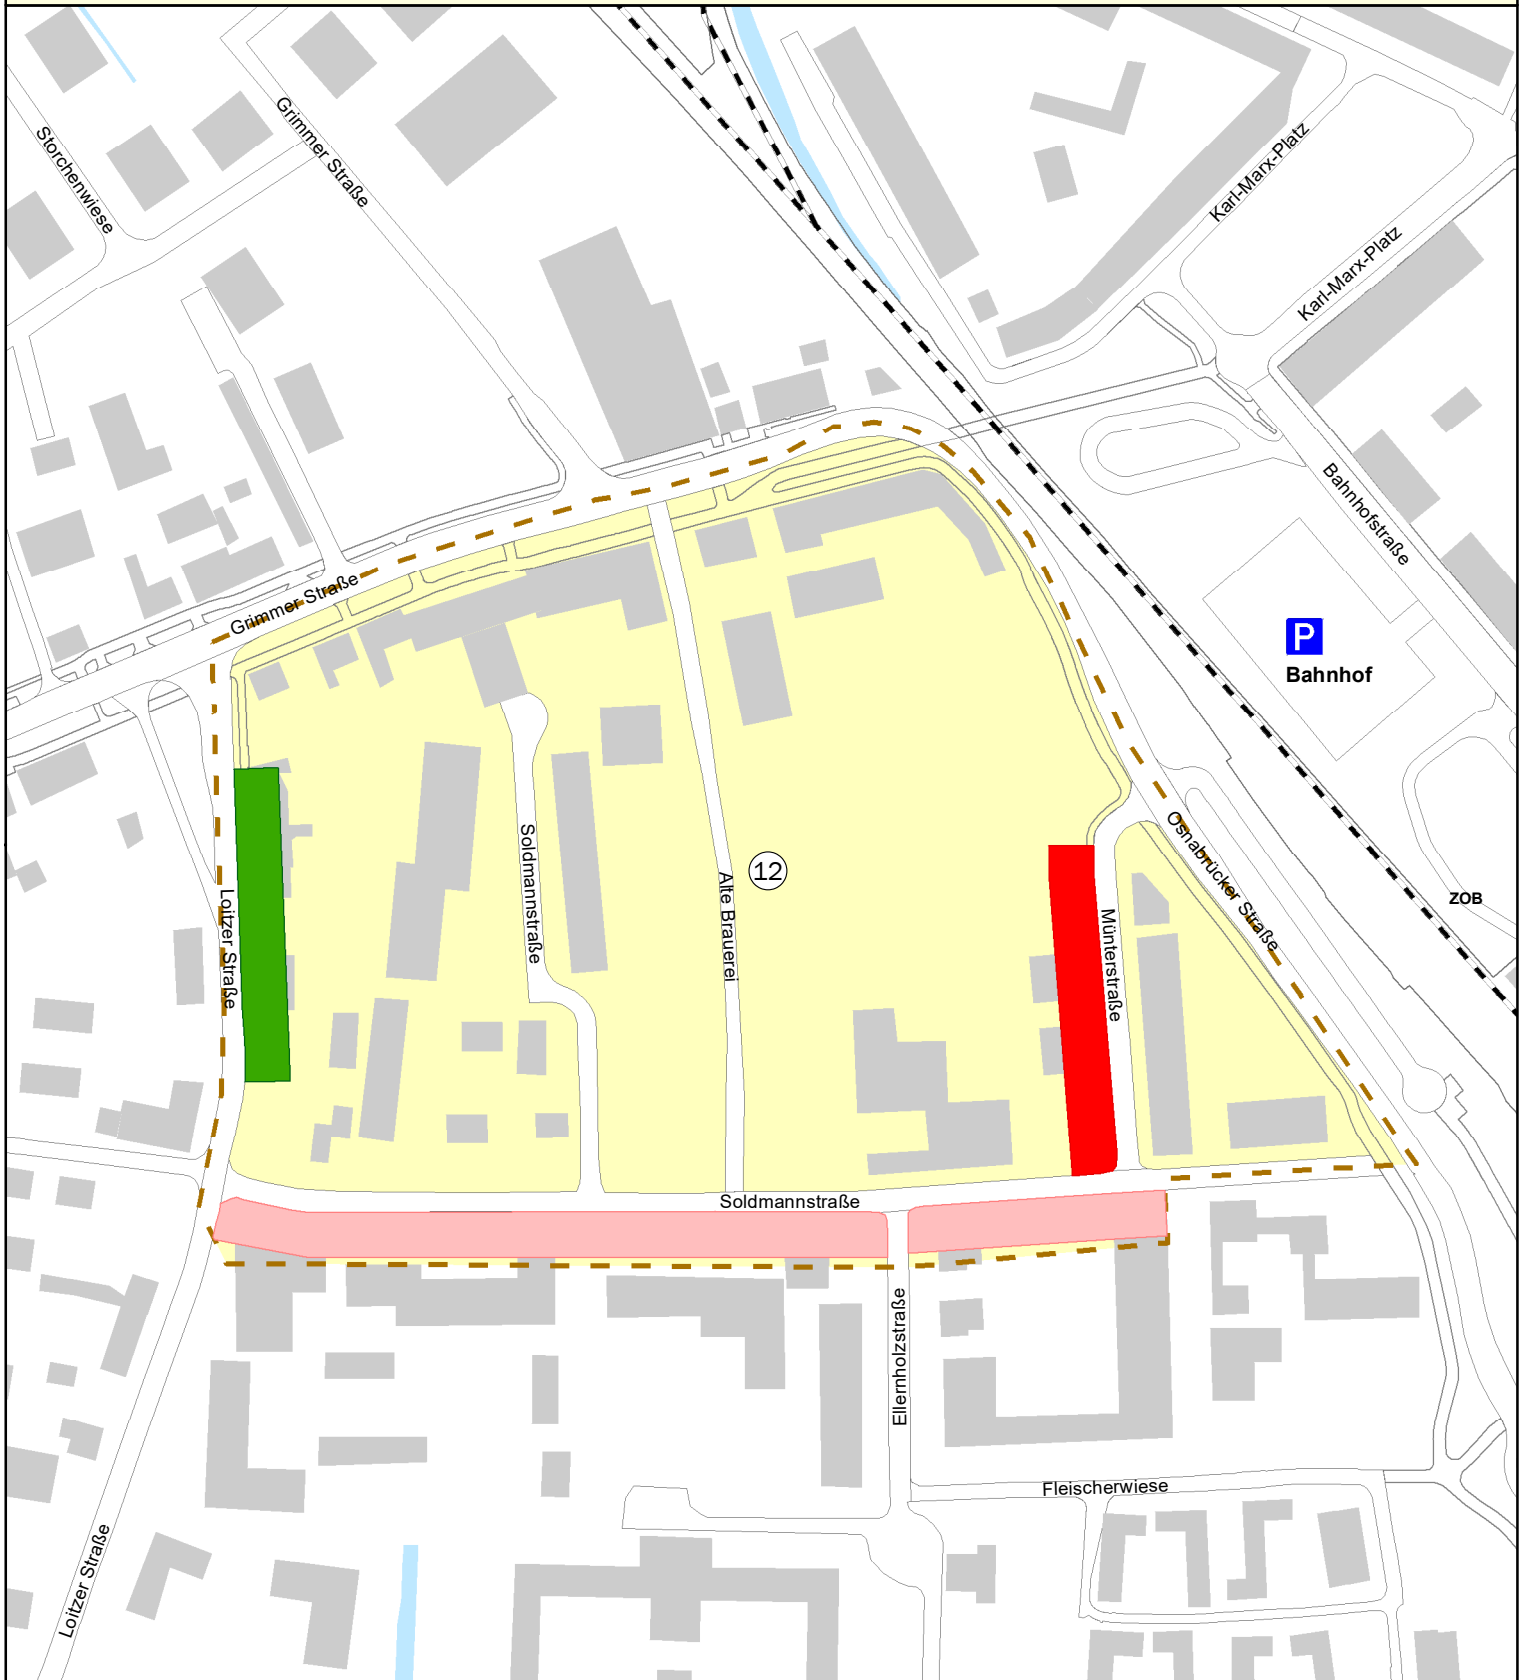 Storchenwiese
Grimmer Straße
Karl-Marx-Platz
Karl-Marx-Platz
Bahnhofstraße
Grimmer Straße
P
Bahnhof
Osnabrücker Straße
Soldmannstraße
12
Alte Brauerei
Loitzer Straße
Münterstraße
ZOB
Soldmannstraße
Ellernholzstraße
Fleischerwiese
Loitzer Straße